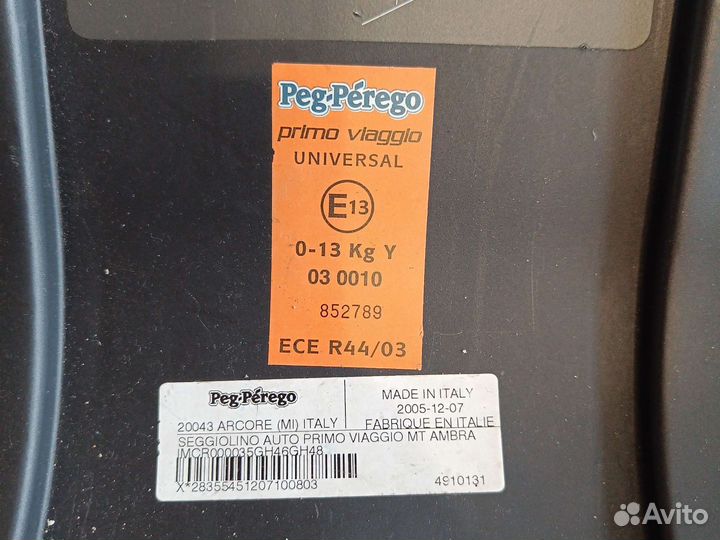 Peg-Pérego
primo viaggio
UNIVERSAL
E13
0-13 Kg Y
03 0010
852789
ECE R44/03
Peg-Pérego
20043 ARCORE (MI) ITALY
MADE IN ITALY
2005-12-07
FABRIQUE EN ITALIE
SEGGIOLINO AUTO PRIMO VIAGGIO MT AMBRA
IMCR000035GH46GH48
X*28355451207100803
4910131
Avito